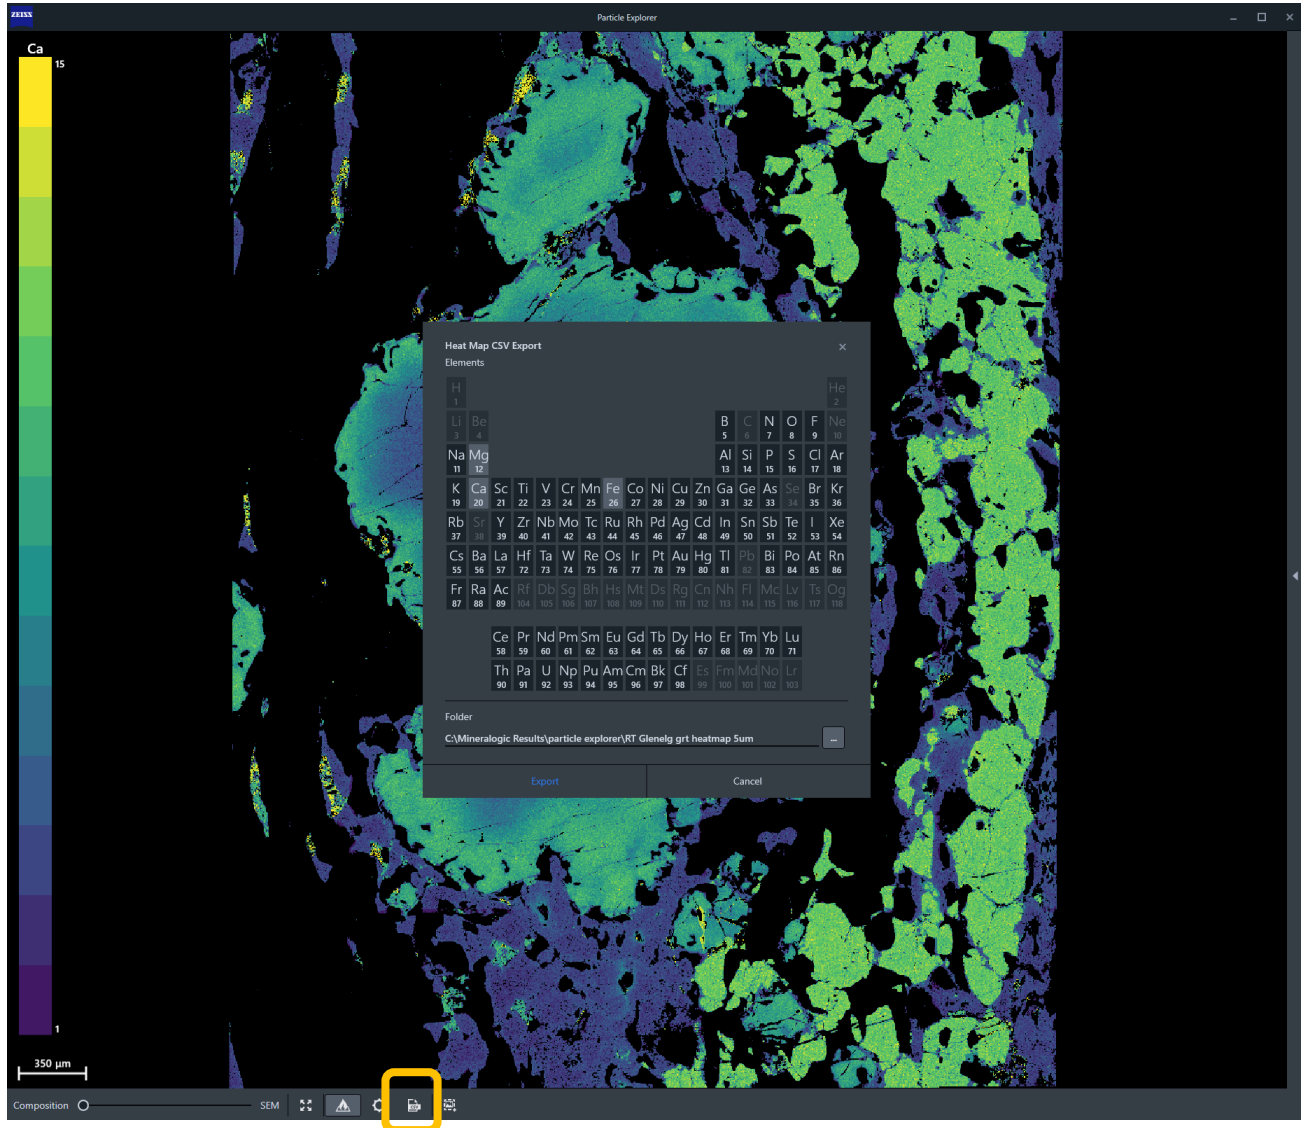 ZEISS
Particle Explorer
Ca
15
1
350 µm
Heat Map CSV Export
Elements
H He
1 2
Li Be B C N O F Ne
3 4 5 6 7 8 9 10
Na Mg Al Si P S Cl Ar
11 12 13 14 15 16 17 18
K Ca Sc Ti V Cr Mn Fe Co Ni Cu Zn Ga Ge As Se Br Kr
19 20 21 22 23 24 25 26 27 28 29 30 31 32 33 34 35 36
Rb Sr Y Zr Nb Mo Tc Ru Rh Pd Ag Cd In Sn Sb Te I Xe
37 38 39 40 41 42 43 44 45 46 47 48 49 50 51 52 53 54
Cs Ba La Hf Ta W Re Os Ir Pt Au Hg Tl Pb Bi Po At Rn
55 56 57 72 73 74 75 76 77 78 79 80 81 82 83 84 85 86
Fr Ra Ac Rf Db Sg Bh Hs Mt Ds Rg Cn Nh Fl Mc Lv Ts Og
87 88 89 104 105 106 107 108 109 110 111 112 113 114 115 116 117 118
Ce Pr Nd Pm Sm Eu Gd Tb Dy Ho Er Tm Yb Lu
58 59 60 61 62 63 64 65 66 67 68 69 70 71
Th Pa U Np Pu Am Cm Bk Cf Es Fm Md No Lr
90 91 92 93 94 95 96 97 98 99 100 101 102 103
Folder
C:\Mineralogic Results\particle explorer\RT Glenelg grt heatmap 5um
...
Export Cancel
Composition SEM